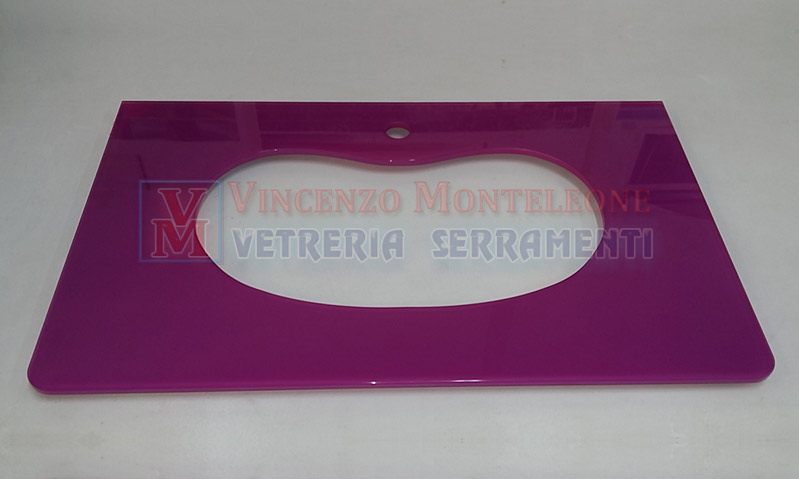 VM VINCENZO MONTELEONE
VETRERIA SERRAMENTI